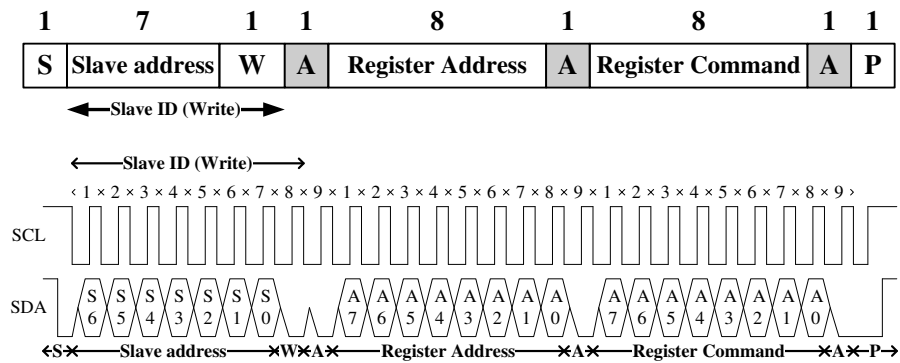 1 7 1 1 8 1 8 1 1
S Slave address W A Register Address A Register Command A P
Slave ID (Write)
Slave ID (Write)
1 × 2 × 3 × 4 × 5 × 6 × 7 × 8 × 9 × 1 × 2 × 3 × 4 × 5 × 6 × 7 × 8 × 9 × 1 × 2 × 3 × 4 × 5 × 6 × 7 × 8 × 9
SCL
SDA S6 S5 S4 S3 S2 S1 S0 A7 A6 A5 A4 A3 A2 A1 A0 A7 A6 A5 A4 A3 A2 A1 A0
S Slave address W A Register Address A Register Command A P